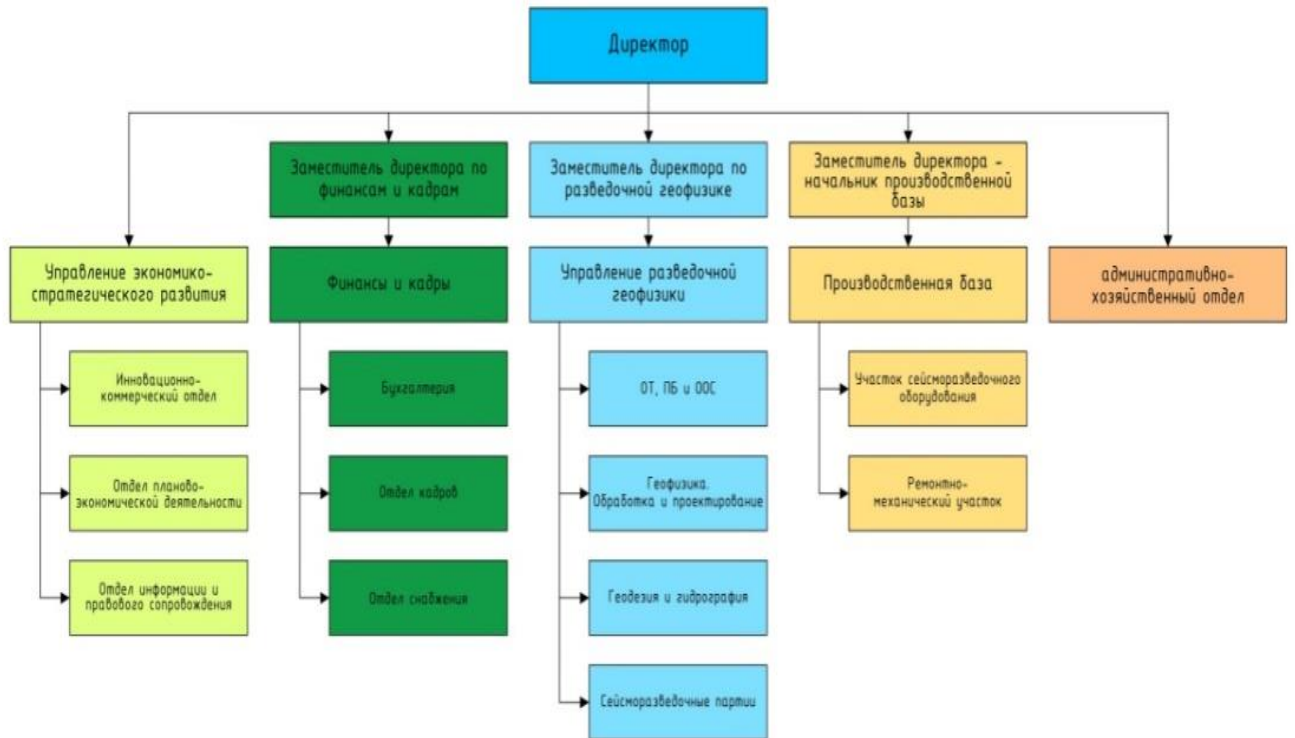 Директор
Заместитель директора по
финансам и кадрам
Заместитель директора по
разведочной геофизике
Заместитель директора -
начальник производственной
базы
Управление экономико-
стратегического развития
Финансы и кадры
Управление разведочной
геофизики
Производственная база
административно-
хозяйственный отдел
Инновационно-
коммерческий отдел
Бухгалтерия
ОТ, ПБ и ООС
Участок сейсморазведочного
оборудования
Отдел планово-
экономической деятельности
Отдел кадров
Геофизика.
Обработка и проектирование
Ремонтно-
механический участок
Отдел информации и
правового сопровождения
Отдел снабжения
Геодезия и гидрография
Сейсморазведочные партии